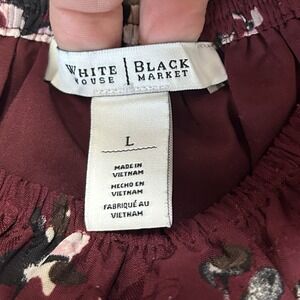 WHITE HOUSE | BLACK MARKET
L
MADE IN
VIETNAM
HECHO EN
VIETNAM
FABRIQUÉ AU
VIETNAM